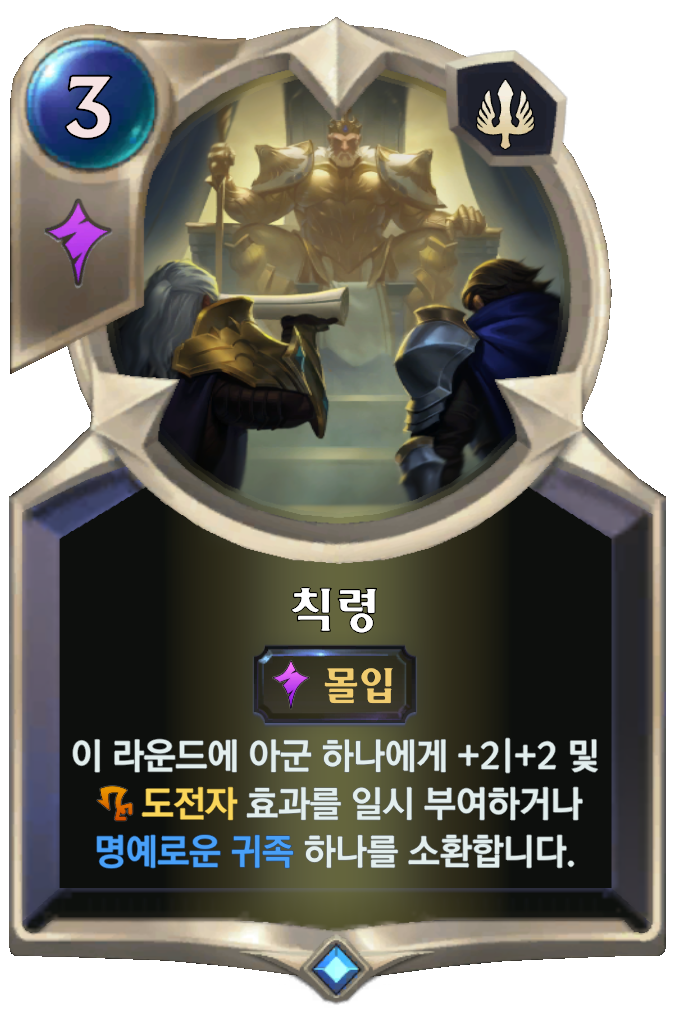 3
칙령
몰입
이 라운드에 아군 하나에게 +2|+2 및
도전자 효과를 일시 부여하거나
명예로운 귀족 하나를 소환합니다.